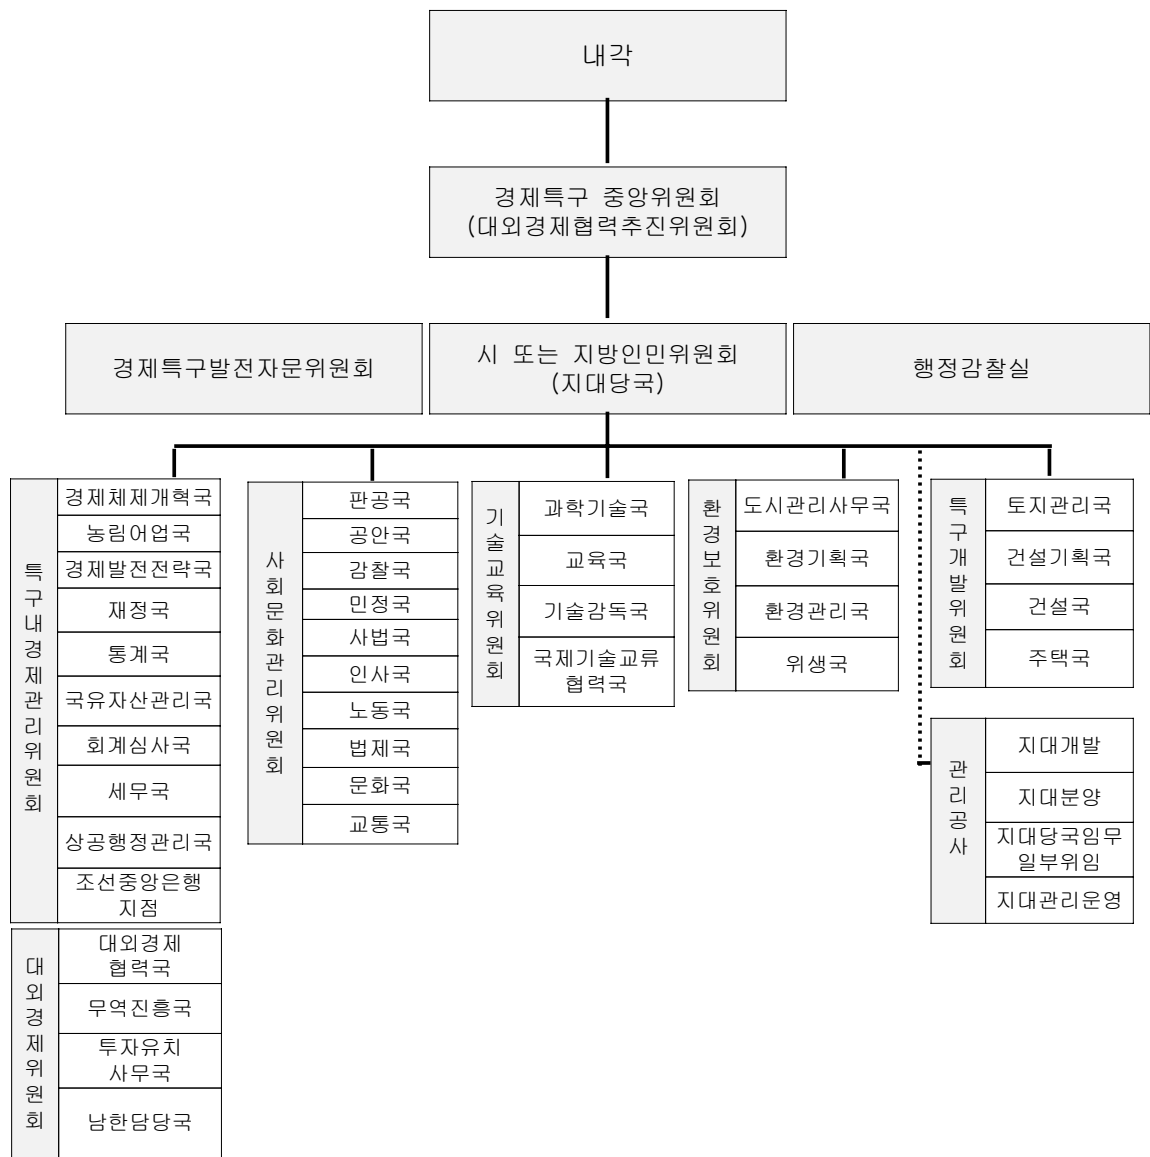 내각
경제특구 중앙위원회
(대외경제협력추진위원회)
경제특구발전자문위원회
시 또는 지방인민위원회
(지대당국)
행정감찰실
특구내경제관리위원회
경제체제개혁국
농림어업국
경제발전전략국
재정국
통계국
국유자산관리국
회계심사국
세무국
상공행정관리국
조선중앙은행
지점
대외경제위원회
대외경제
협력국
무역진흥국
투자유치
사무국
남한담당국
사회문화관리위원회
판공국
공안국
감찰국
민정국
사법국
인사국
노동국
법제국
문화국
교통국
기술교육위원회
과학기술국
교육국
기술감독국
국제기술교류
협력국
환경보호위원회
도시관리사무국
환경기획국
환경관리국
위생국
특구개발위원회
토지관리국
건설기획국
건설국
주택국
관리공사
지대개발
지대분양
지대당국임무
일부위임
지대관리운영